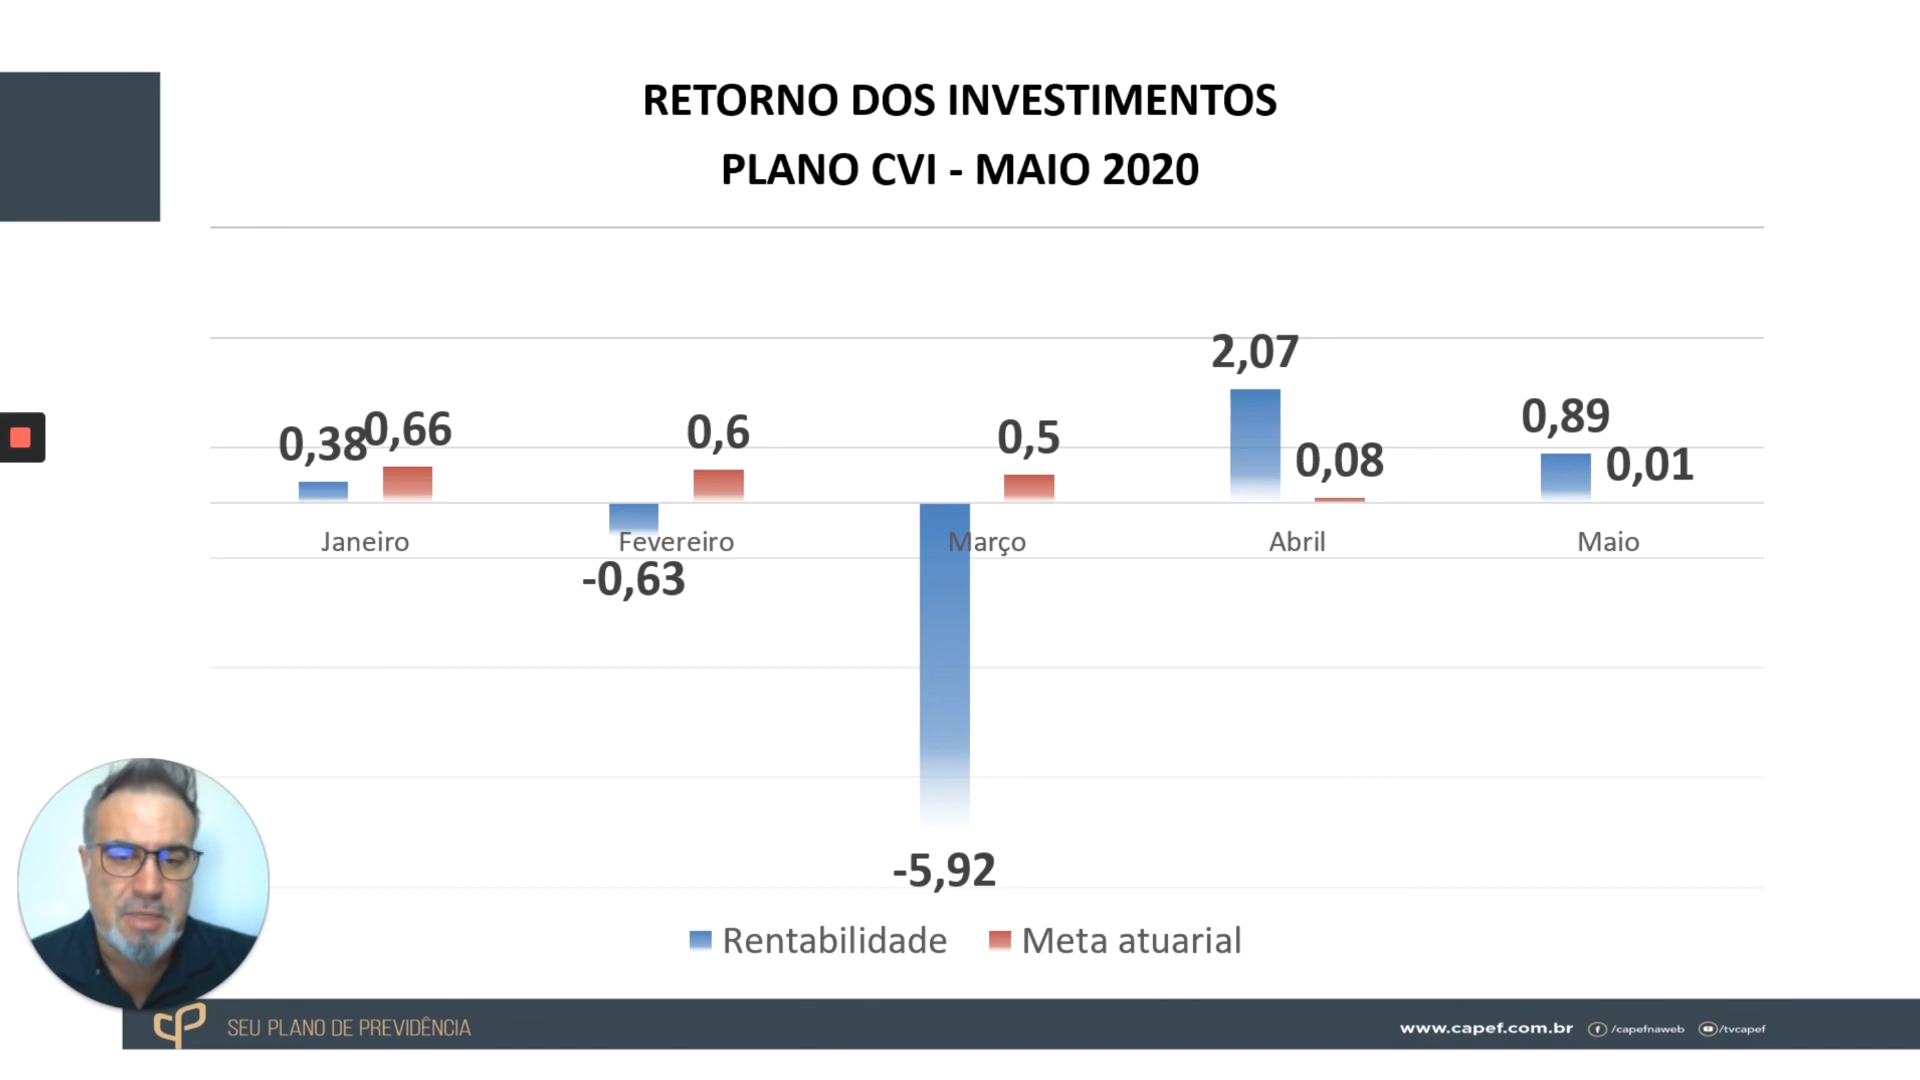 RETORNO DOS INVESTIMENTOS
PLANO CVI - MAIO 2020
0,38 0,66 0,6 0,5 2,07 0,08 0,89 0,01
Janeiro Fevereiro Março Abril Maio
-0,63
-5,92
Rentabilidade Meta atuarial
SEU PLANO DE PREVIDÊNCIA www.capef.com.br /capefnaweb /tvcapef